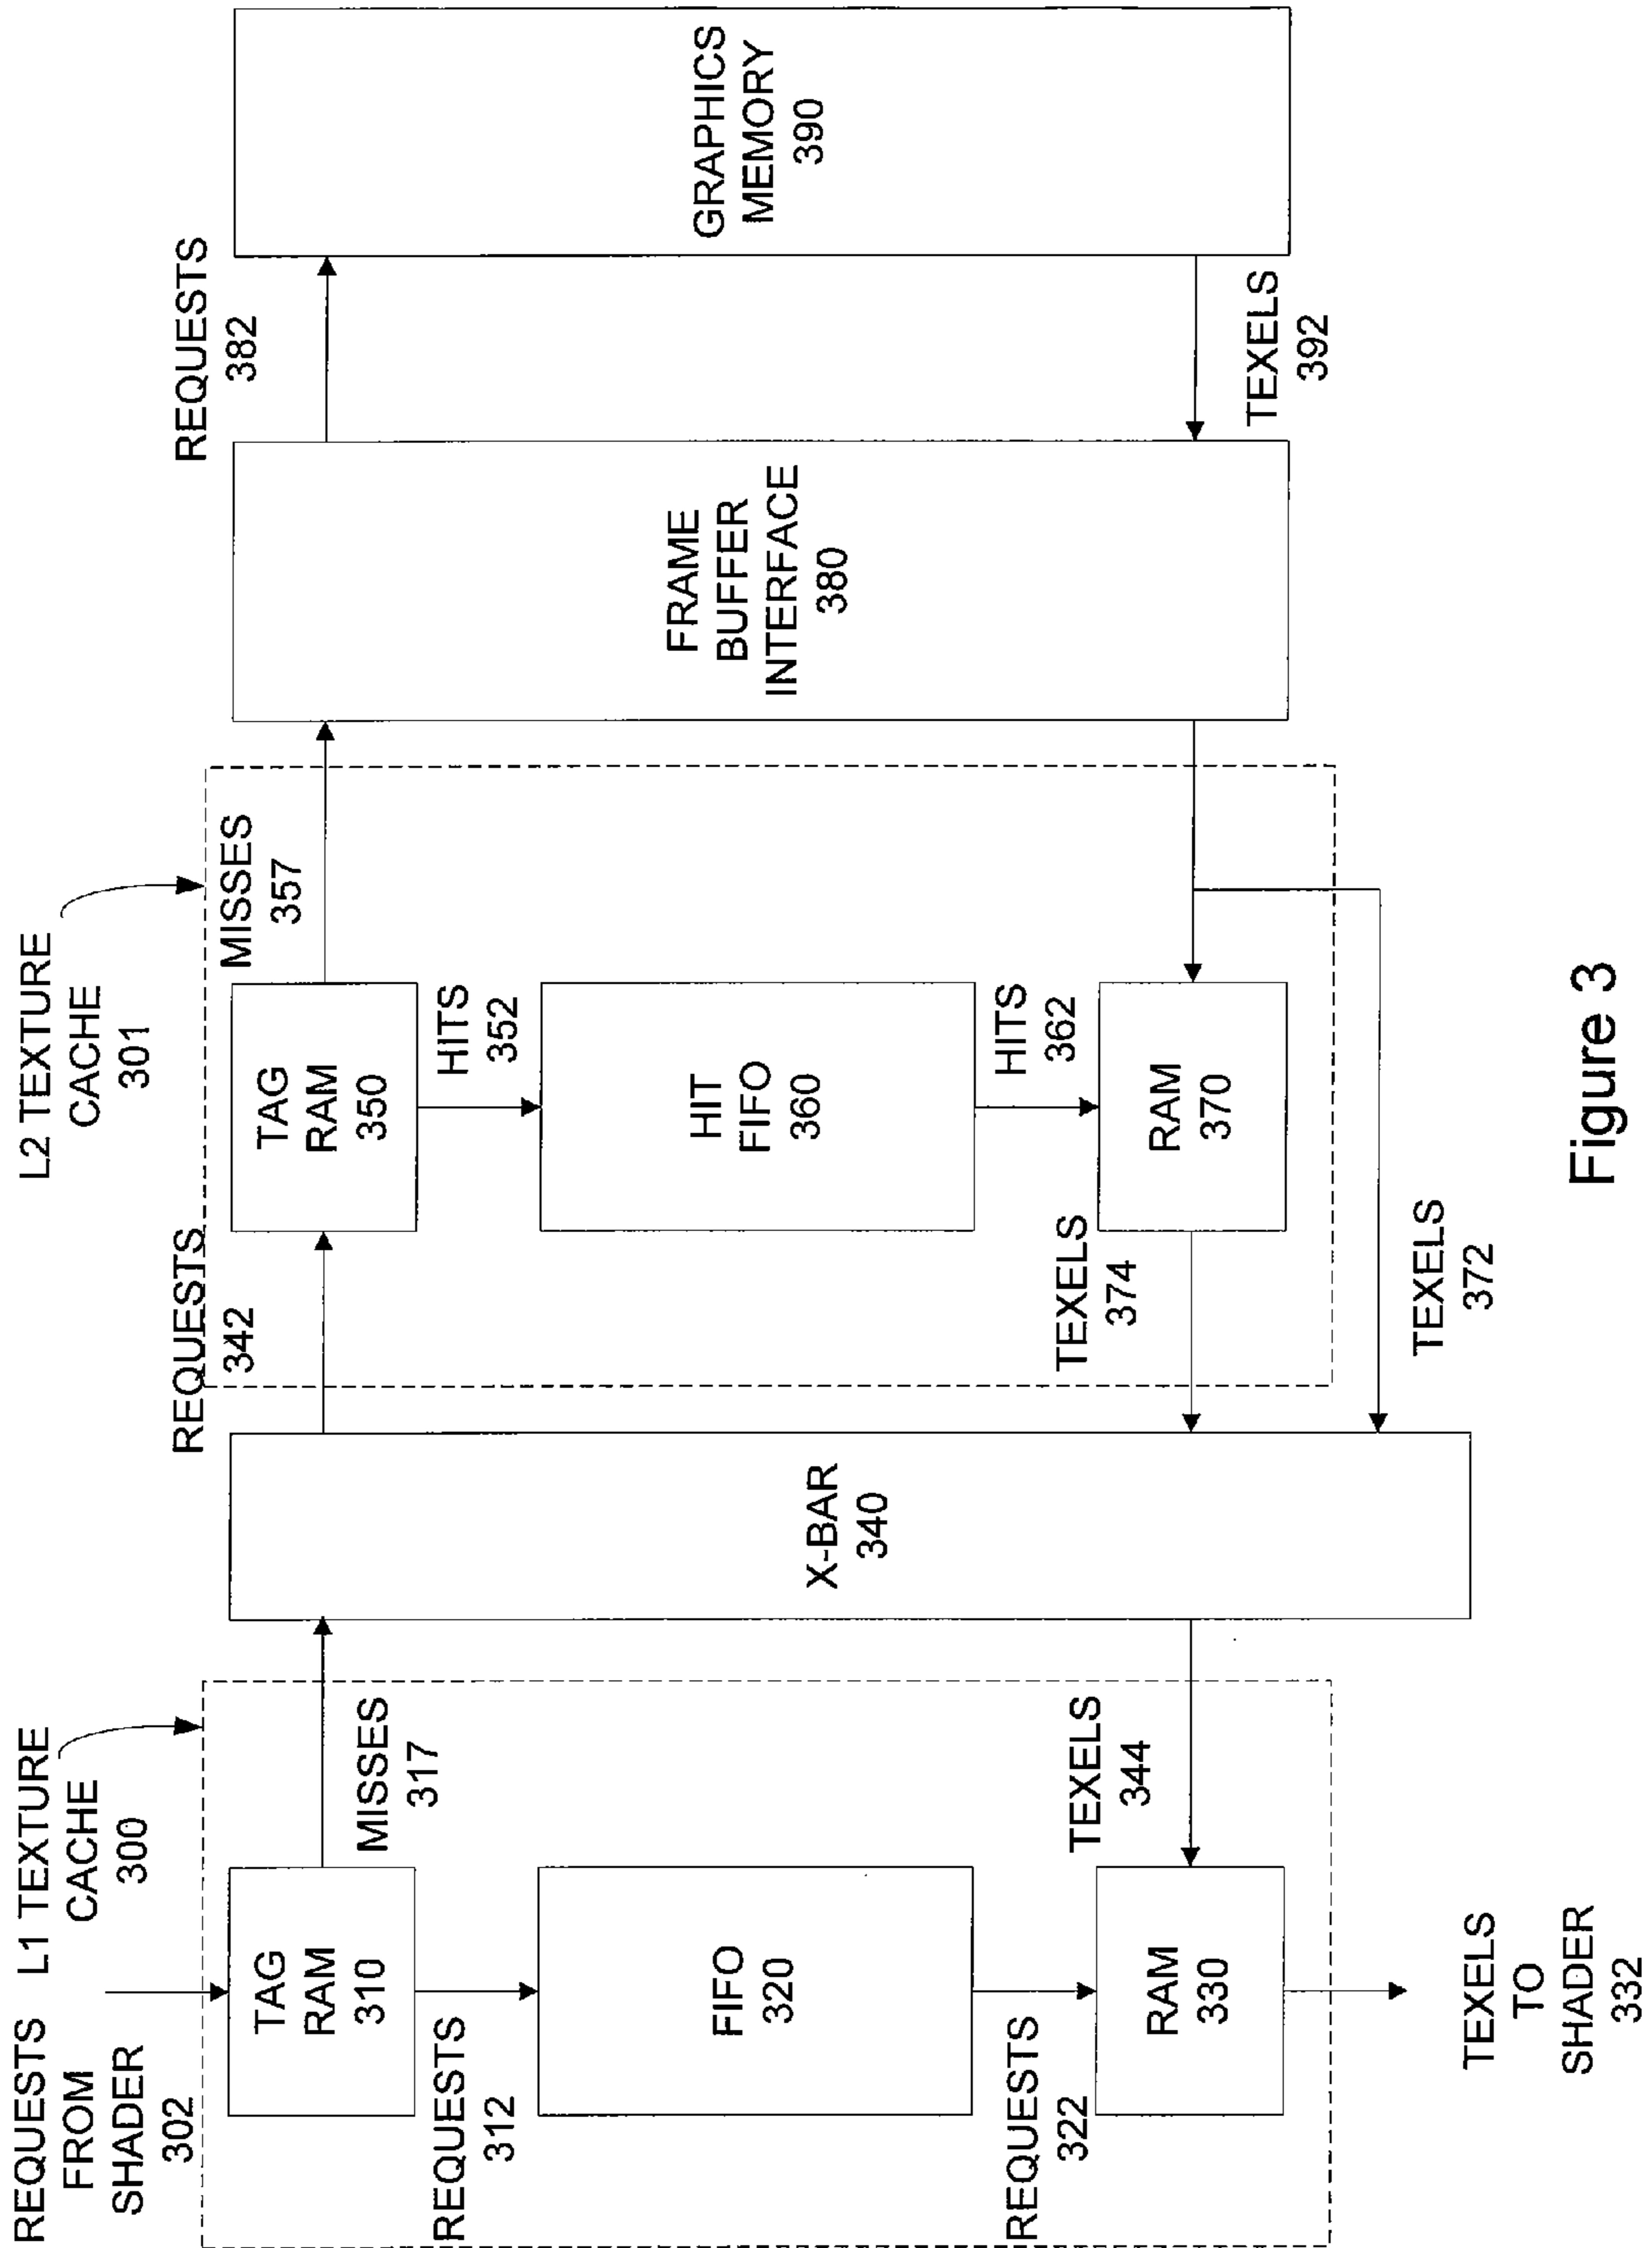 REQUESTS
FROM
SHADER
302
L1 TEXTURE
CACHE
300
TAG
RAM
310
MISSES
317
REQUESTS
312
FIFO
320
REQUESTS
322
RAM
330
TEXELS
344
TEXELS
TO
SHADER
332
X-BAR
340
L2 TEXTURE
CACHE
301
REQUESTS
342
TAG
RAM
350
MISSES
357
HITS
352
HIT
FIFO
360
HITS
362
RAM
370
TEXELS
374
TEXELS
372
FRAME
BUFFER
INTERFACE
380
REQUESTS
382
TEXELS
392
GRAPHICS
MEMORY
390
Figure 3